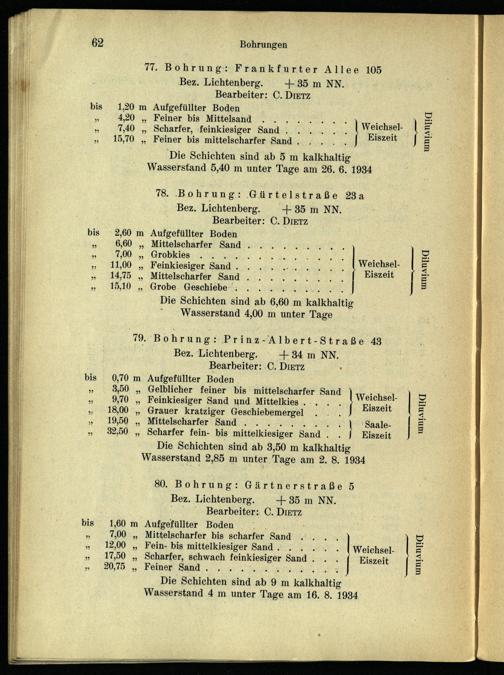 62
Bohrungen
77. Bohrung: Frankfurter Allee 105
Bez. Lichtenberg. +35 m NN.
Bearbeiter: C. DIETZ
bis 1,20 m Aufgefüllter Boden
„ 4,20 „ Feiner bis Mittelsand . . . . . . . .
„ 7,40 „ Scharfer, feinkiesiger Sand . . . . . Weichsel-
„ 15,70 „ Feiner bis mittelscharfer Sand . . . . Eiszeit
Diluvium
Die Schichten sind ab 5 m kalkhaltig
Wasserstand 5,40 m unter Tage am 26. 6. 1934
78. Bohrung: Gürtelstraße 23a
Bez. Lichtenberg. +35 m NN.
Bearbeiter: C. DIETZ
bis 2,60 m Aufgefüllter Boden
„ 6,60 „ Mittelscharfer Sand . . . . . . . .
„ 7,00 „ Grobkies . . . . . . . . . . . .
„ 11,00 „ Feinkiesiger Sand . . . . . . . . . Weichsel-
„ 14,75 „ Mittelscharfer Sand . . . . . . . . Eiszeit
„ 15,10 „ Grobe Geschiebe . . . . . . . . .
Diluvium
Die Schichten sind ab 6,60 m kalkhaltig
Wasserstand 4,00 m unter Tage
79. Bohrung: Prinz-Albert-Straße 43
Bez. Lichtenberg. +34 m NN.
Bearbeiter: C. DIETZ
bis 0,70 m Aufgefüllter Boden
„ 3,50 „ Gelblicher feiner bis mittelscharfer Sand
„ 9,70 „ Feinkiesiger Sand und Mittelkies . . . . Weichsel-
„ 18,00 „ Grauer kratziger Geschiebemergel . . . . Eiszeit
„ 19,50 „ Mittelscharfer Sand . . . . . . . . Saale-
„ 32,50 „ Scharfer fein- bis mittelkiesiger Sand . . Eiszeit
Diluvium
Die Schichten sind ab 3,50 m kalkhaltig
Wasserstand 2,85 m unter Tage am 2. 8. 1934
80. Bohrung: Gärtnerstraße 5
Bez. Lichtenberg. +35 m NN.
Bearbeiter: C. DIETZ
bis 1,60 m Aufgefüllter Boden
„ 7,00 „ Mittelscharfer bis scharfer Sand . . . .
„ 12,00 „ Fein- bis mittelkiesiger Sand . . . . . Weichsel-
„ 17,50 „ Scharfer, schwach feinkiesiger Sand . . . Eiszeit
„ 20,75 „ Feiner Sand . . . . . . . . . . .
Diluvium
Die Schichten sind ab 9 m kalkhaltig
Wasserstand 4 m unter Tage am 16. 8. 1934